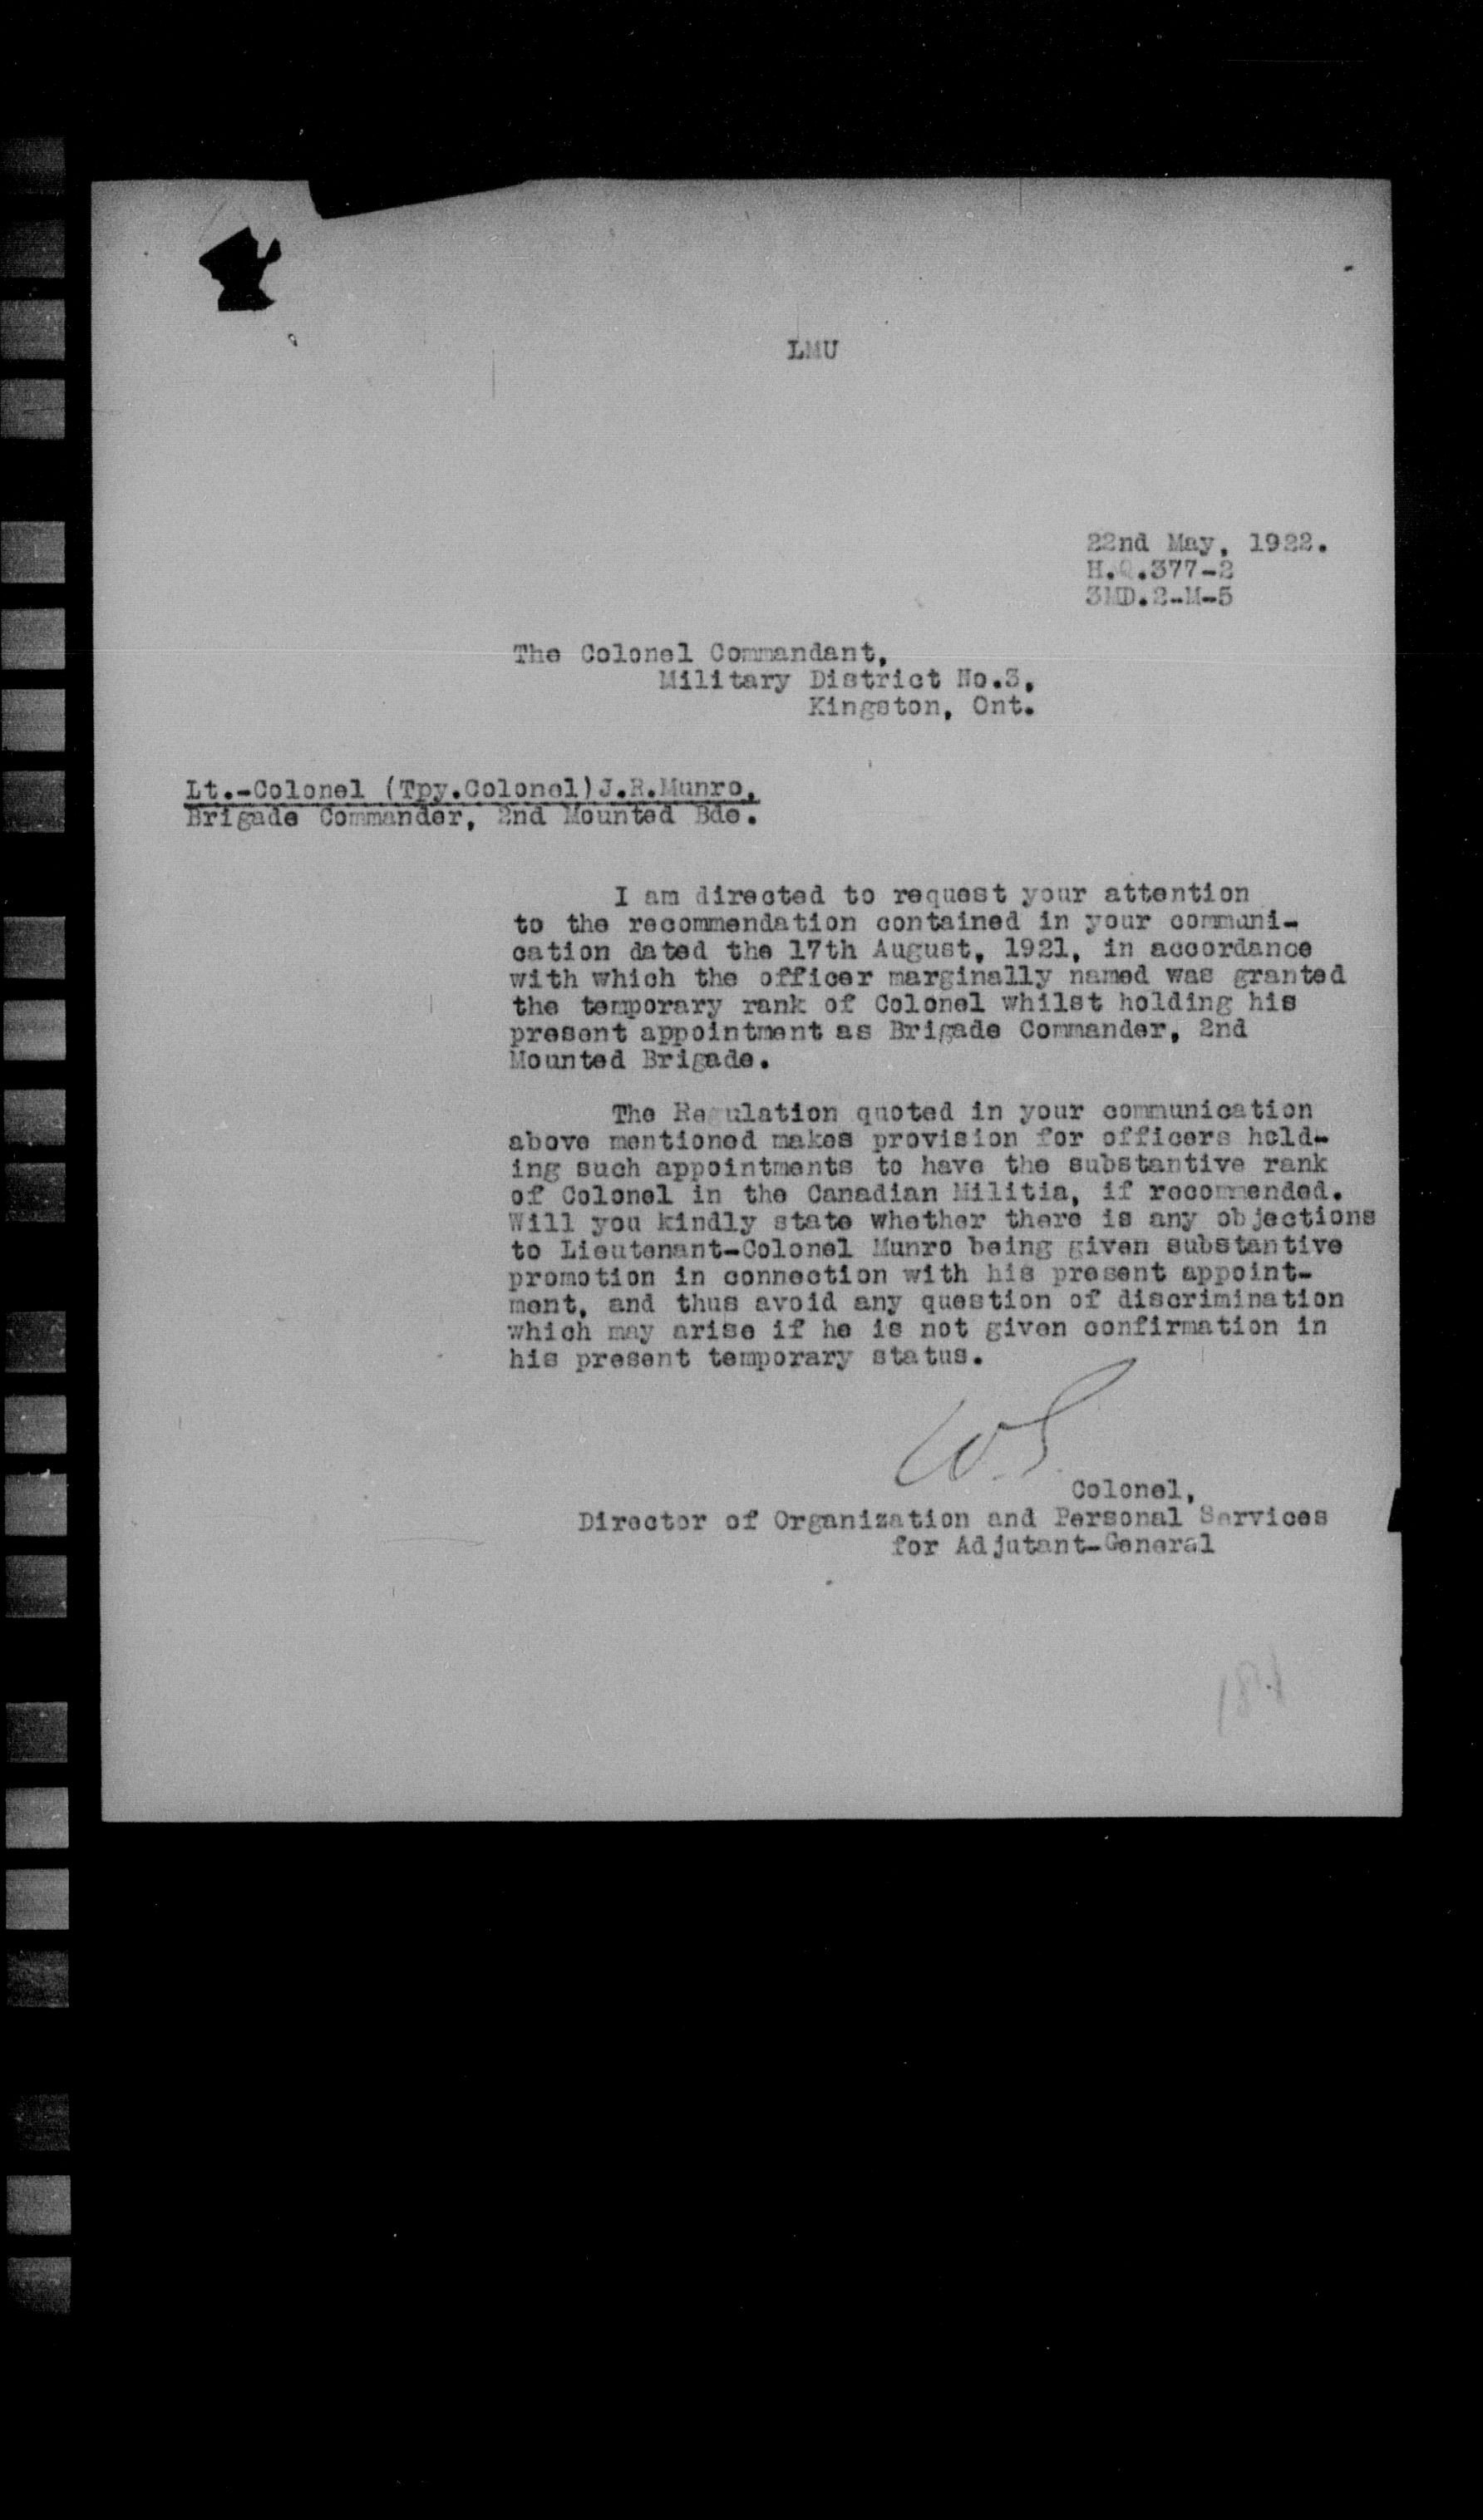 LMU
22nd May, 1922.
H.Q.377-2
3MD.2-M-5
The Colonel Commandant,
Military District No.3,
Kingston, Ont.
Lt.-Colonel (Tpy.Colonel)J.R.Munro,
Brigade Commander, 2nd Mounted Bde.
I am directed to request your attention
to the recommendation contained in your communi-
cation dated the 17th August, 1921, in accordance
with which the officer marginally named was granted
the temporary rank of Colonel whilst holding his
present appointment as Brigade Commander, 2nd
Mounted Brigade.
The Regulation quoted in your communication
above mentioned makes provision for officers hold-
ing such appointments to have the substantive rank
of Colonel in the Canadian Militia, if recommended.
Will you kindly state whether there is any objections
to Lieutenant-Colonel Munro being given substantive
promotion in connection with his present appoint-
ment, and thus avoid any question of discrimination
which may arise if he is not given confirmation in
his present temporary status.
Colonel,
Director of Organization and Personal Services
for Adjutant-General